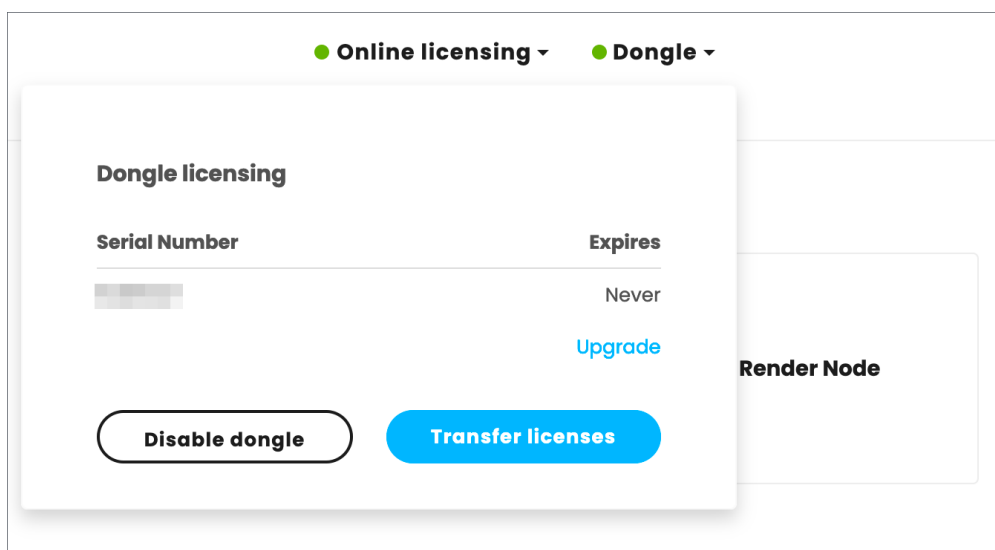 Online licensing Dongle
Dongle licensing
Serial Number Expires
Never
Upgrade
Render Node
Disable dongle Transfer licenses